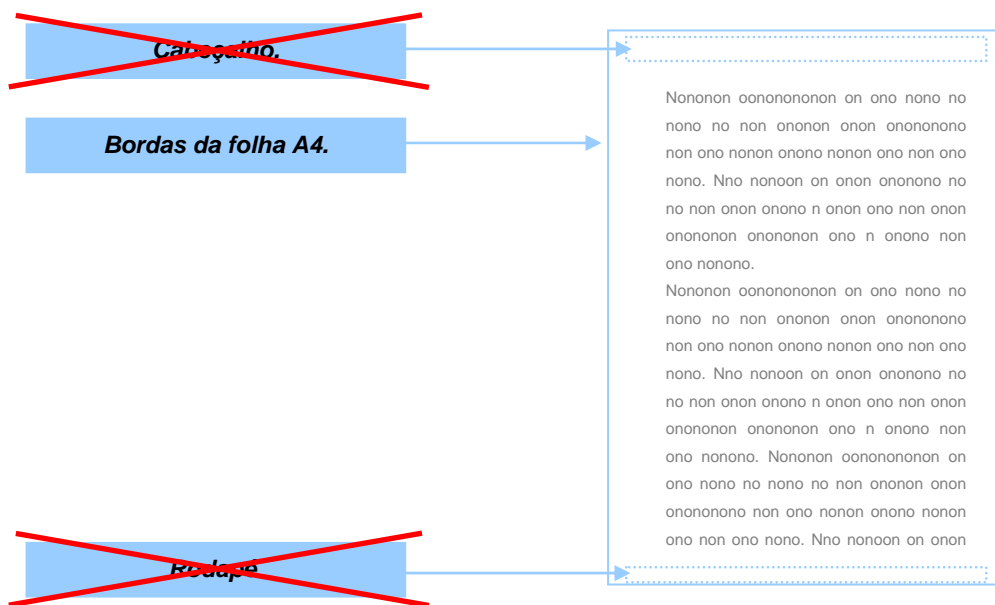 Cabeçalho.
Bordas da folha A4.
Rodapé
Nononon oononononon on ono nono no
nono no non ononon onon onononono
non ono nonon onono nonon ono non ono
nono. Nno nonoon on onon ononono no
no non onon onono n onon ono non onon
onononon onononon ono n onono non
ono nonono.
Nononon oononononon on ono nono no
nono no non ononon onon onononono
non ono nonon onono nonon ono non ono
nono. Nno nonoon on onon ononono no
no non onon onono n onon ono non onon
onononon onononon ono n onono non
ono nonono. Nononon oononononon on
ono nono no nono no non ononon onon
onononono non ono nonon onono nonon
ono non ono nono. Nno nonoon on onon